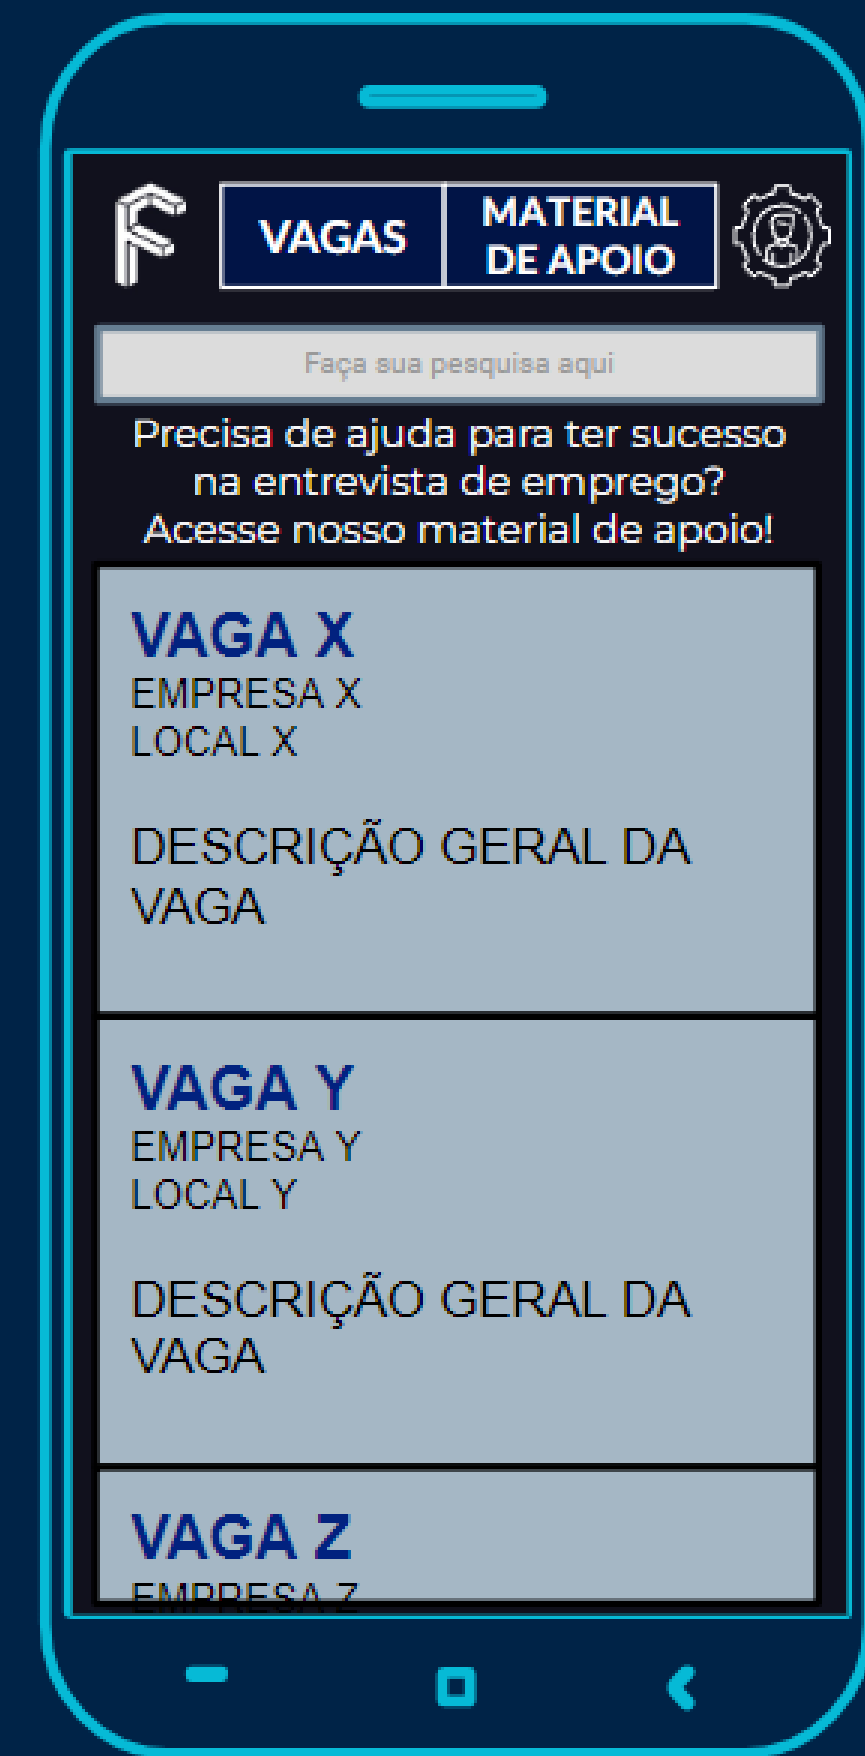 VAGAS
MATERIAL
DE APOIO
Faça sua pesquisa aqui
Precisa de ajuda para ter sucesso
na entrevista de emprego?
Acesse nosso material de apoio!
VAGA X
EMPRESA X
LOCAL X
DESCRIÇÃO GERAL DA
VAGA
VAGA Y
EMPRESA Y
LOCAL Y
DESCRIÇÃO GERAL DA
VAGA
VAGA Z
EMPRESA Z